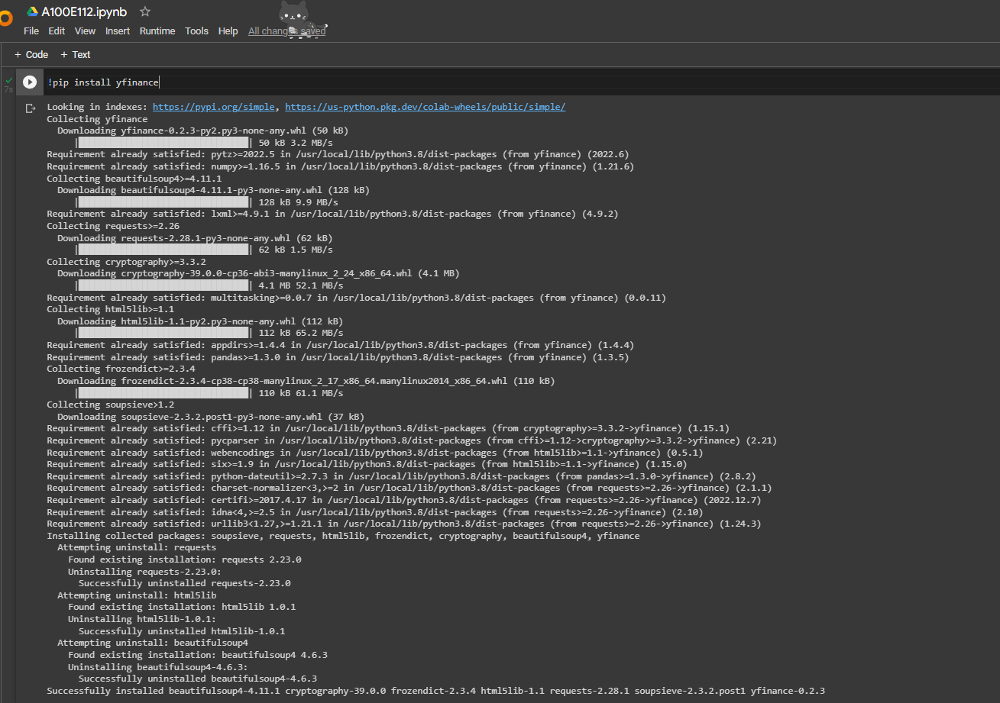 A100E112.ipynb
File Edit View Insert Runtime Tools Help All changes saved
+ Code + Text
7s
!pip install yfinance
Looking in indexes: https://pypi.org/simple, https://us-python.pkg.dev/colab-wheels/public/simple/
Collecting yfinance
Downloading yfinance-0.2.3-py2.py3-none-any.whl (50 kB)
|████████████████████████████████| 50 kB 3.2 MB/s
Requirement already satisfied: pytz>=2022.5 in /usr/local/lib/python3.8/dist-packages (from yfinance) (2022.6)
Requirement already satisfied: numpy>=1.16.5 in /usr/local/lib/python3.8/dist-packages (from yfinance) (1.21.6)
Collecting beautifulsoup4>=4.11.1
Downloading beautifulsoup4-4.11.1-py3-none-any.whl (128 kB)
|████████████████████████████████| 128 kB 9.9 MB/s
Requirement already satisfied: lxml>=4.9.1 in /usr/local/lib/python3.8/dist-packages (from yfinance) (4.9.2)
Collecting requests>=2.26
Downloading requests-2.28.1-py3-none-any.whl (62 kB)
|████████████████████████████████| 62 kB 1.5 MB/s
Collecting cryptography>=3.3.2
Downloading cryptography-39.0.0-cp36-abi3-manylinux_2_24_x86_64.whl (4.1 MB)
|████████████████████████████████| 4.1 MB 52.1 MB/s
Requirement already satisfied: multitasking>=0.0.7 in /usr/local/lib/python3.8/dist-packages (from yfinance) (0.0.11)
Collecting html5lib>=1.1
Downloading html5lib-1.1-py2.py3-none-any.whl (112 kB)
|████████████████████████████████| 112 kB 65.2 MB/s
Requirement already satisfied: appdirs>=1.4.4 in /usr/local/lib/python3.8/dist-packages (from yfinance) (1.4.4)
Requirement already satisfied: pandas>=1.3.0 in /usr/local/lib/python3.8/dist-packages (from yfinance) (1.3.5)
Collecting frozendict>=2.3.4
Downloading frozendict-2.3.4-cp38-cp38-manylinux_2_17_x86_64.manylinux2014_x86_64.whl (110 kB)
|████████████████████████████████| 110 kB 61.1 MB/s
Collecting soupsieve>1.2
Downloading soupsieve-2.3.2.post1-py3-none-any.whl (37 kB)
Requirement already satisfied: cffi>=1.12 in /usr/local/lib/python3.8/dist-packages (from cryptography>=3.3.2->yfinance) (1.15.1)
Requirement already satisfied: pycparser in /usr/local/lib/python3.8/dist-packages (from cffi>=1.12->cryptography>=3.3.2->yfinance) (2.21)
Requirement already satisfied: webencodings in /usr/local/lib/python3.8/dist-packages (from html5lib>=1.1->yfinance) (0.5.1)
Requirement already satisfied: six>=1.9 in /usr/local/lib/python3.8/dist-packages (from html5lib>=1.1->yfinance) (1.15.0)
Requirement already satisfied: python-dateutil>=2.7.3 in /usr/local/lib/python3.8/dist-packages (from pandas>=1.3.0->yfinance) (2.8.2)
Requirement already satisfied: charset-normalizer<3,>=2 in /usr/local/lib/python3.8/dist-packages (from requests>=2.26->yfinance) (2.1.1)
Requirement already satisfied: certifi>=2017.4.17 in /usr/local/lib/python3.8/dist-packages (from requests>=2.26->yfinance) (2022.12.7)
Requirement already satisfied: idna<4,>=2.5 in /usr/local/lib/python3.8/dist-packages (from requests>=2.26->yfinance) (2.10)
Requirement already satisfied: urllib3<1.27,>=1.21.1 in /usr/local/lib/python3.8/dist-packages (from requests>=2.26->yfinance) (1.24.3)
Installing collected packages: soupsieve, requests, html5lib, frozendict, cryptography, beautifulsoup4, yfinance
Attempting uninstall: requests
Found existing installation: requests 2.23.0
Uninstalling requests-2.23.0:
Successfully uninstalled requests-2.23.0
Attempting uninstall: html5lib
Found existing installation: html5lib 1.0.1
Uninstalling html5lib-1.0.1:
Successfully uninstalled html5lib-1.0.1
Attempting uninstall: beautifulsoup4
Found existing installation: beautifulsoup4 4.6.3
Uninstalling beautifulsoup4-4.6.3:
Successfully uninstalled beautifulsoup4-4.6.3
Successfully installed beautifulsoup4-4.11.1 cryptography-39.0.0 frozendict-2.3.4 html5lib-1.1 requests-2.28.1 soupsieve-2.3.2.post1 yfinance-0.2.3